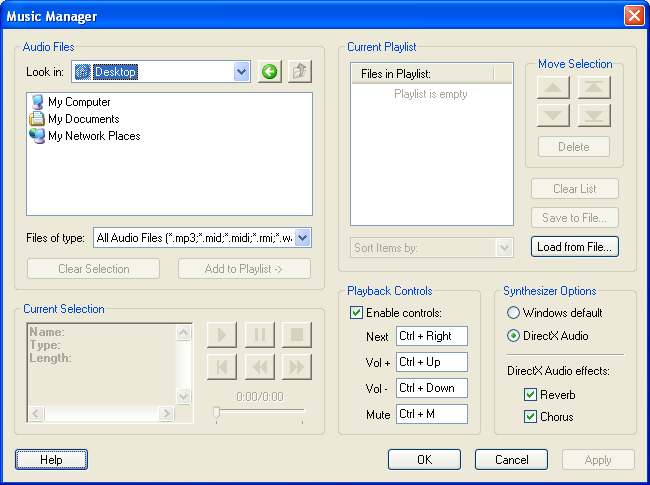 Music Manager
Audio Files
Look in: Desktop
My Computer
My Documents
My Network Places
Files of type: All Audio Files (*.mp3;*.mid;*.midi;*.rmi;*.wa
Clear Selection Add to Playlist ->
Current Playlist
Files in Playlist:
Playlist is empty
Sort Items by:
Move Selection
Delete
Clear List
Save to File...
Load from File...
Current Selection
Name:
Type:
Length:
0:00/0:00
Playback Controls
Enable controls:
Next Ctrl + Right
Vol + Ctrl + Up
Vol - Ctrl + Down
Mute Ctrl + M
Synthesizer Options
Windows default
DirectX Audio
DirectX Audio effects:
Reverb
Chorus
Help OK Cancel Apply